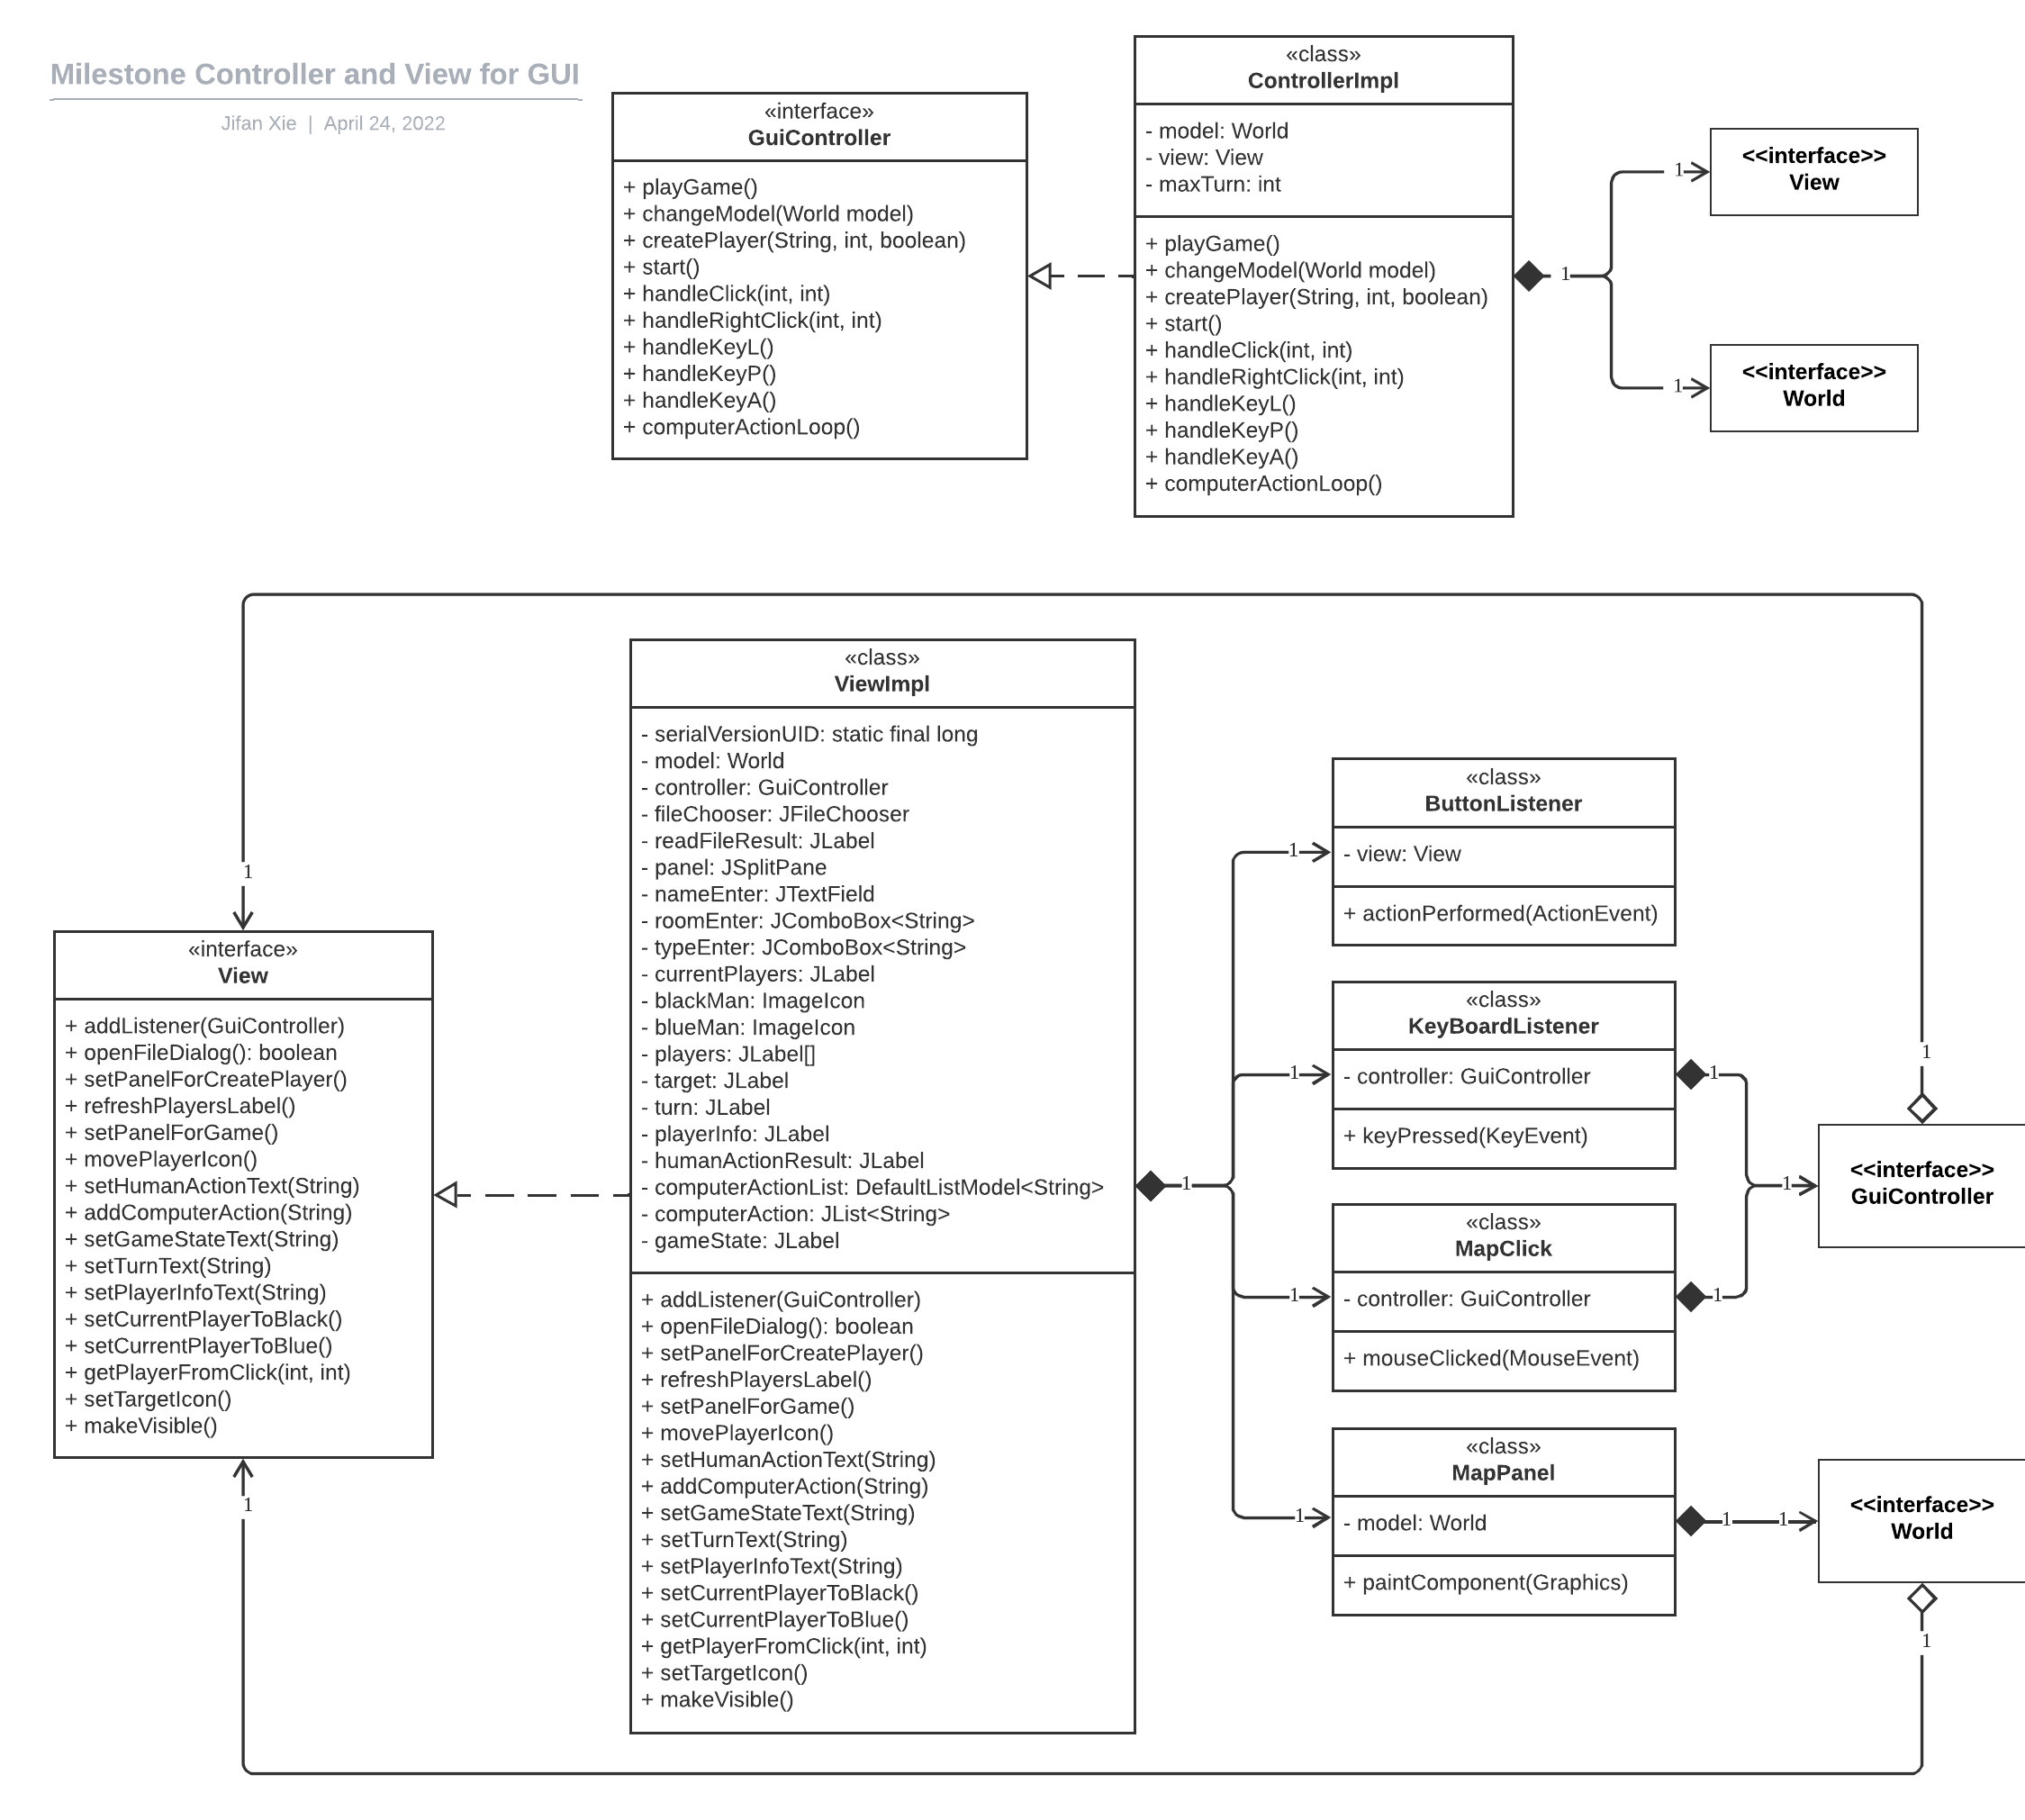 Milestone Controller and View for GUI
Jifan Xie | April 24, 2022
«interface»
GuiController
+ playGame()
+ changeModel(World model)
+ createPlayer(String, int, boolean)
+ start()
+ handleClick(int, int)
+ handleRightClick(int, int)
+ handleKeyL()
+ handleKeyP()
+ handleKeyA()
+ computerActionLoop()
«class»
ControllerImpl
- model: World
- view: View
- maxTurn: int
+ playGame()
+ changeModel(World model)
+ createPlayer(String, int, boolean)
+ start()
+ handleClick(int, int)
+ handleRightClick(int, int)
+ handleKeyL()
+ handleKeyP()
+ handleKeyA()
+ computerActionLoop()
1
1
<<interface>>
View
1
<<interface>>
World
1
«interface»
View
+ addListener(GuiController)
+ openFileDialog(): boolean
+ setPanelForCreatePlayer()
+ refreshPlayersLabel()
+ setPanelForGame()
+ movePlayerIcon()
+ setHumanActionText(String)
+ addComputerAction(String)
+ setGameStateText(String)
+ setTurnText(String)
+ setPlayerInfoText(String)
+ setCurrentPlayerToBlack()
+ setCurrentPlayerToBlue()
+ getPlayerFromClick(int, int)
+ setTargetIcon()
+ makeVisible()
1
«class»
ViewImpl
- serialVersionUID: static final long
- model: World
- controller: GuiController
- fileChooser: JFileChooser
- readFileResult: JLabel
- panel: JSplitPane
- nameEnter: JTextField
- roomEnter: JComboBox<String>
- typeEnter: JComboBox<String>
- currentPlayers: JLabel
- blackMan: ImageIcon
- blueMan: ImageIcon
- players: JLabel[]
- target: JLabel
- turn: JLabel
- playerInfo: JLabel
- humanActionResult: JLabel
- computerActionList: DefaultListModel<String>
- computerAction: JList<String>
- gameState: JLabel
+ addListener(GuiController)
+ openFileDialog(): boolean
+ setPanelForCreatePlayer()
+ refreshPlayersLabel()
+ setPanelForGame()
+ movePlayerIcon()
+ setHumanActionText(String)
+ addComputerAction(String)
+ setGameStateText(String)
+ setTurnText(String)
+ setPlayerInfoText(String)
+ setCurrentPlayerToBlack()
+ setCurrentPlayerToBlue()
+ getPlayerFromClick(int, int)
+ setTargetIcon()
+ makeVisible()
1
1
«class»
ButtonListener
- view: View
+ actionPerformed(ActionEvent)
1
«class»
KeyBoardListener
- controller: GuiController
+ keyPressed(KeyEvent)
1
1
«class»
MapClick
- controller: GuiController
+ mouseClicked(MouseEvent)
1
1
«class»
MapPanel
- model: World
+ paintComponent(Graphics)
1
1
1
<<interface>>
GuiController
1
1
<<interface>>
World
1